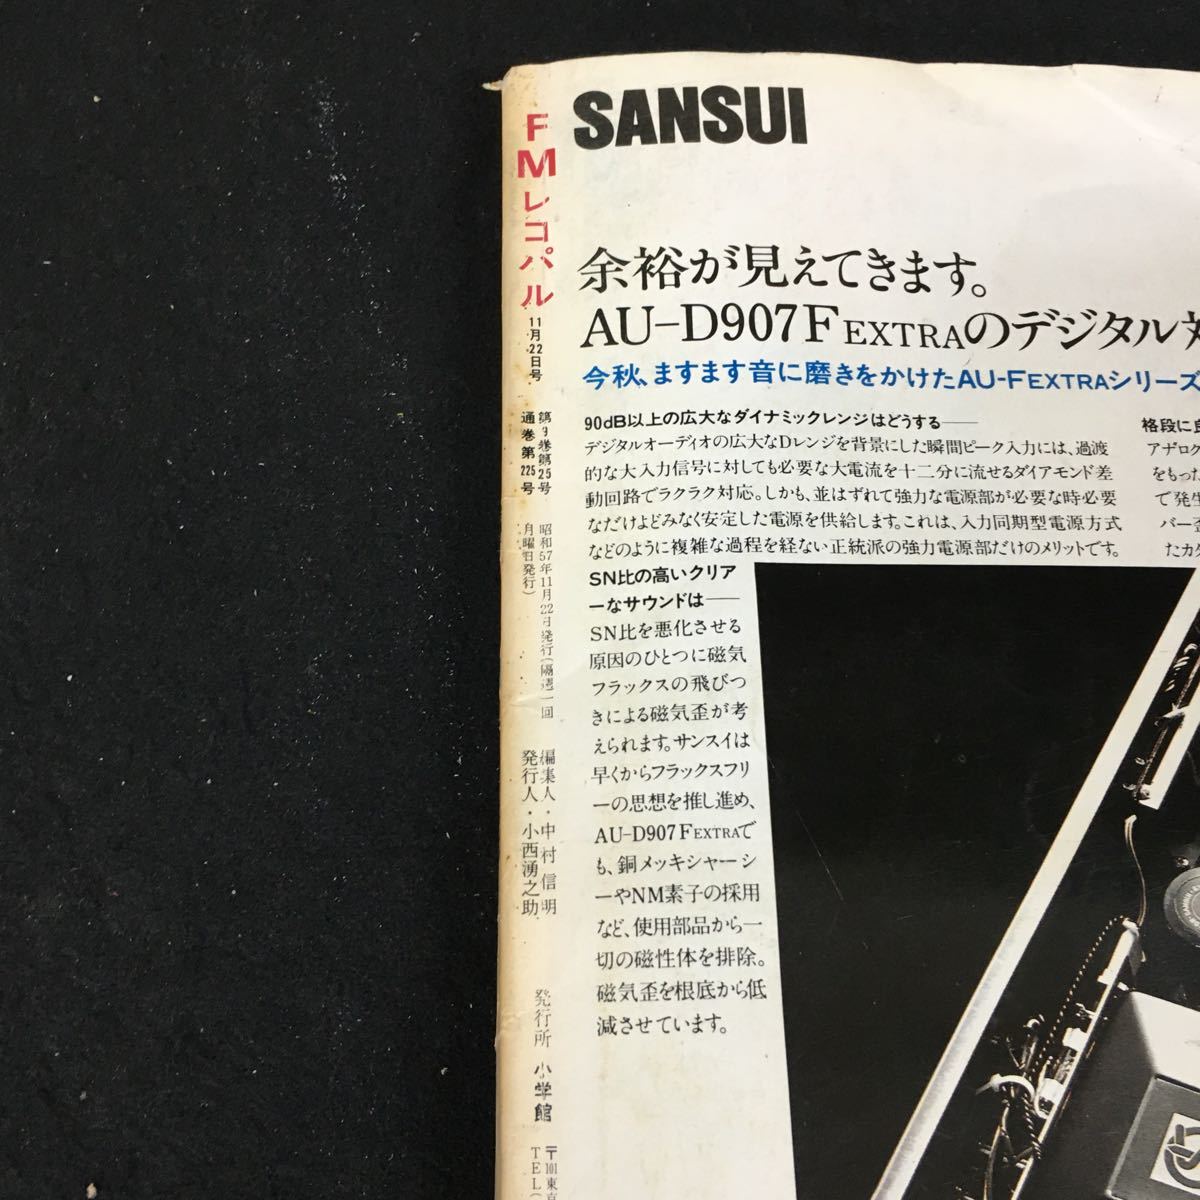 FMレコパル
11月22日号
第9巻第25号
通巻第225号
昭和57年11月22日発行(隔週一回
月曜日発行)
編集人・中村信明
発行人・小西湧之助
発行所 小学館
〒101東京
TEL(
SANSUI
余裕が見えてきます。
AU-D907F EXTRAのデジタル対
今秋、ますます音に磨きをかけたAU-F EXTRAシリーズ
90dB以上の広大なダイナミックレンジはどうする——
デジタルオーディオの広大なDレンジを背景にした瞬間ピーク入力には、過渡
的な大入力信号に対しても必要な大電流を十二分に流せるダイアモンド差
動回路でラクラク対応。しかも、並はずれて強力な電源部が必要な時必要
なだけよどみなく安定した電源を供給します。これは、入力同期型電源方式
などのように複雑な過程を経ない正統派の強力電源部だけのメリットです。
SN比の高いクリア
ーなサウンドは——
SN比を悪化させる
原因のひとつに磁気
フラックスの飛びつ
きによる磁気歪が考
えられます。サンスイは
早くからフラックスフリ
ーの思想を推し進め、
AU-D907F EXTRAで
も、銅メッキシャーシ
ーやNM素子の採用
など、使用部品から一
切の磁性体を排除。
磁気歪を根底から低
減させています。
格段に良
アナログ
をもった
で発生
バー歪
たカタ